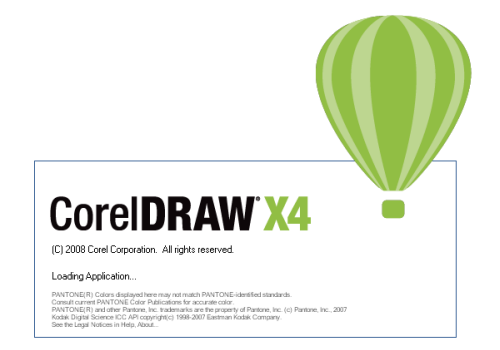 CorelDRAW® X4
(C) 2008 Corel Corporation. All rights reserved.
Loading Application...
PANTONE(R) Colors displayed here may not match PANTONE-identified standards.
Consult current PANTONE Color Publications for accurate color.
PANTONE(R) and other Pantone, Inc. trademarks are the property of Pantone, Inc. (c) Pantone, Inc., 2007
Kodak Digital Science ICC API copyright(c) 1998-2007 Eastman Kodak Company.
See the Legal Notices in Help, About...